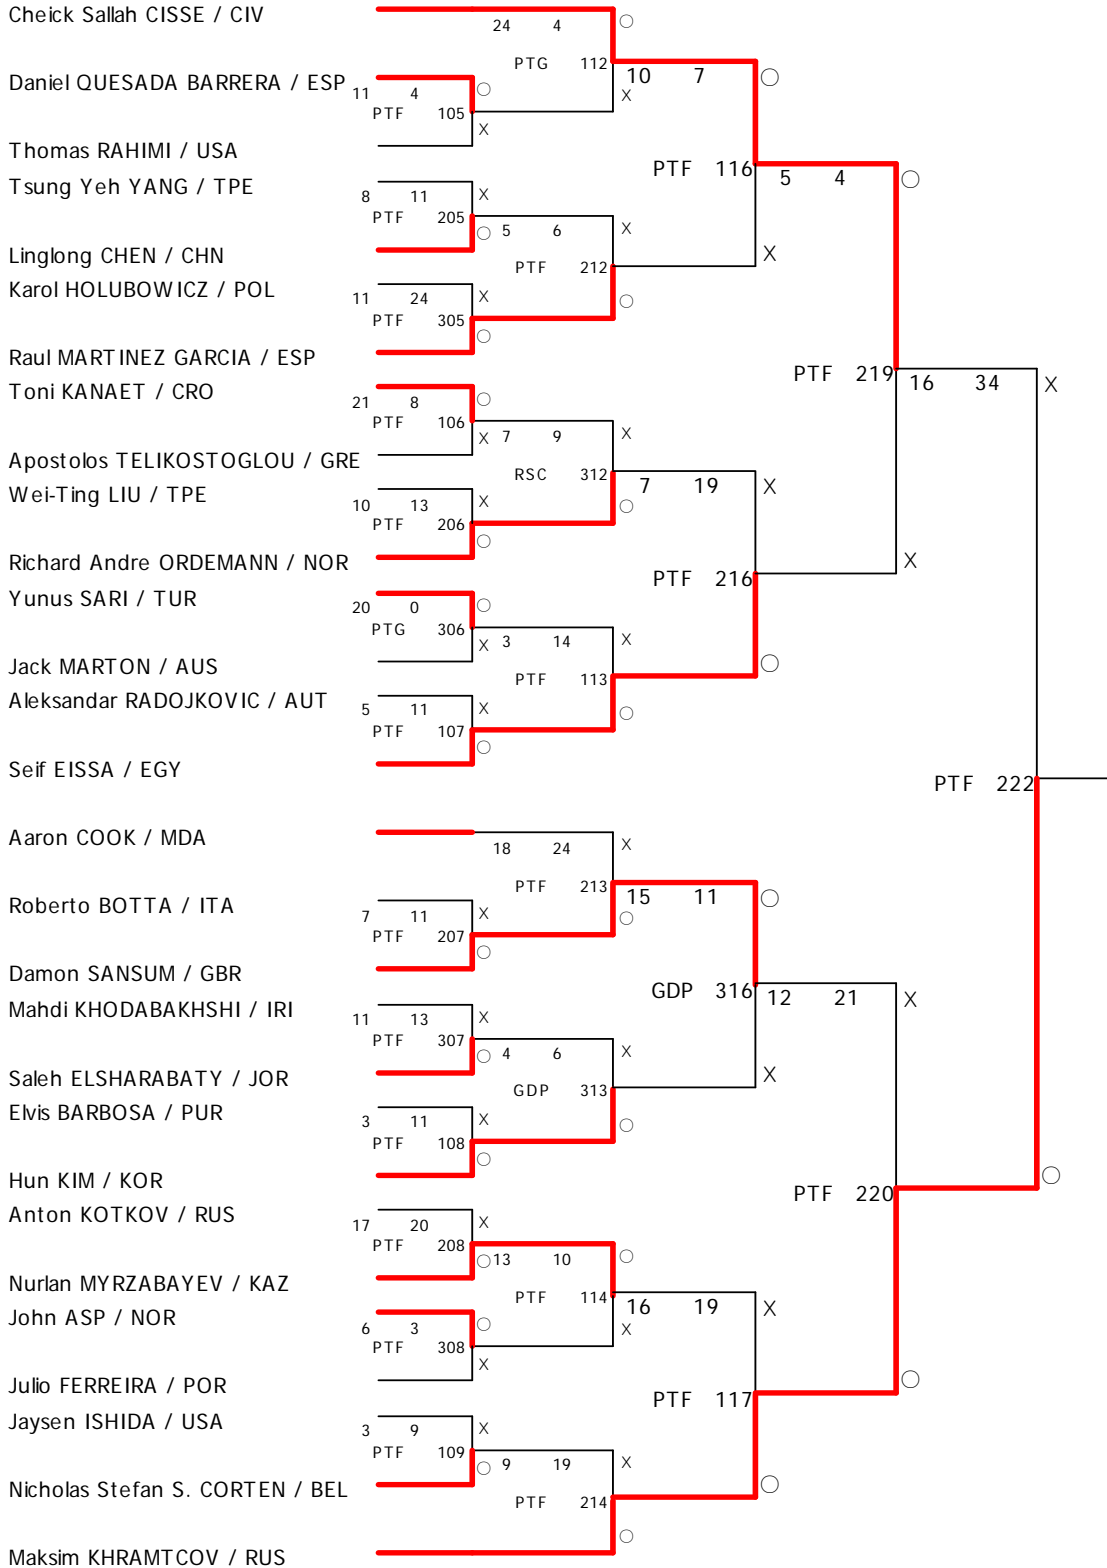 Cheick Sallah CISSE / CIV
24 4
PTG 112
10 7
Daniel QUESADA BARRERA / ESP
11 4
PTF 105
X
X
Thomas RAHIMI / USA
PTF 116
5 4
Tsung Yeh YANG / TPE
8 11
X
PTF 205
5 6
X
Linglong CHEN / CHN
PTF 212
X
Karol HOLUBOWICZ / POL
11 24
X
PTF 305
Raul MARTINEZ GARCIA / ESP
PTF 219
16 34
X
Toni KANAET / CRO
21 8
PTF 106
X
7 9
X
Apostolos TELIKOSTOGLOU / GRE
RSC 312
7 19
X
Wei-Ting LIU / TPE
10 13
X
PTF 206
Richard Andre ORDEMANN / NOR
X
PTF 216
Yunus SARI / TUR
20 0
PTG 306
X
3 14
X
Jack MARTON / AUS
PTF 113
Aleksandar RADOJKOVIC / AUT
5 11
X
PTF 107
Seif EISSA / EGY
PTF 222
Aaron COOK / MDA
18 24
X
PTF 213
15 11
Roberto BOTTA / ITA
7 11
X
PTF 207
Damon SANSUM / GBR
GDP 316
12 21
X
Mahdi KHODABAKHSHI / IRI
11 13
X
PTF 307
4 6
X
Saleh ELSHARABATY / JOR
GDP 313
X
Elvis BARBOSA / PUR
3 11
X
PTF 108
Hun KIM / KOR
PTF 220
Anton KOTKOV / RUS
17 20
X
PTF 208
13 10
Nurlan MYRZABAYEV / KAZ
PTF 114
16 19
X
John ASP / NOR
6 3
X
PTF 308
X
Julio FERREIRA / POR
PTF 117
Jaysen ISHIDA / USA
3 9
X
PTF 109
9 19
X
Nicholas Stefan S. CORTEN / BEL
PTF 214
Maksim KHRAMTCOV / RUS